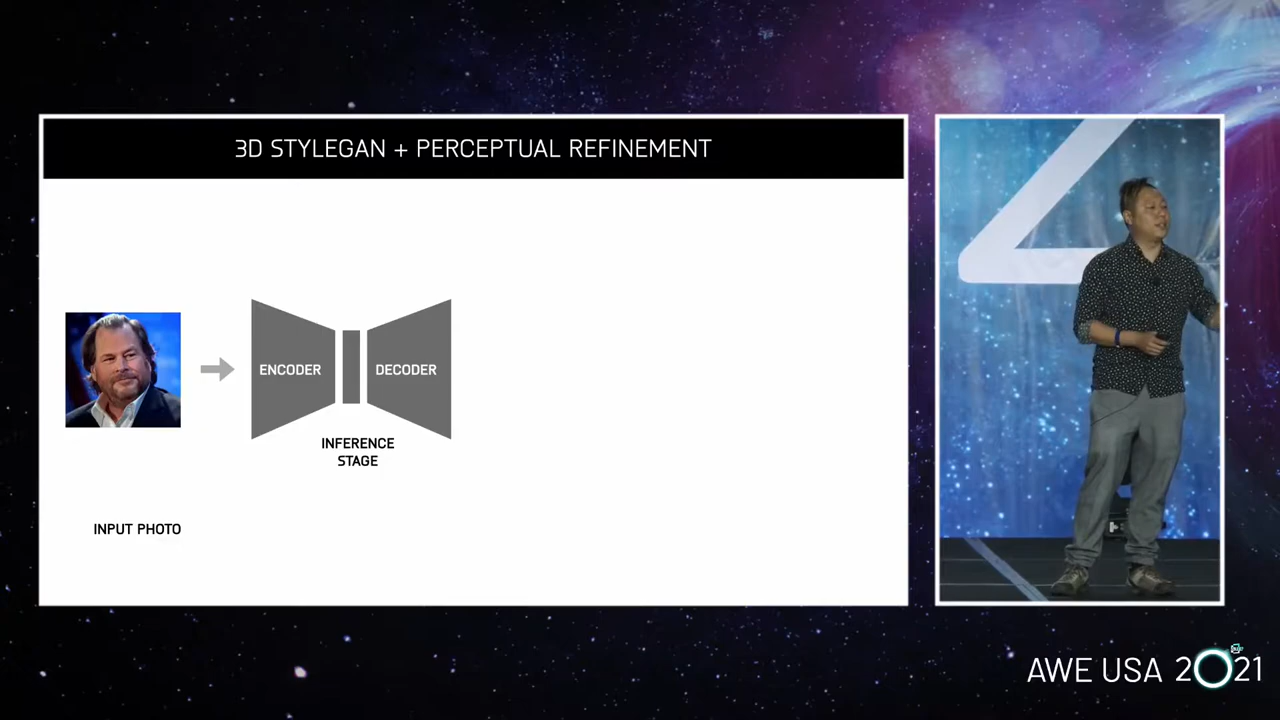 3D STYLEGAN + PERCEPTUAL REFINEMENT
ENCODER
DECODER
INFERENCE
STAGE
INPUT PHOTO
AWE USA 2021